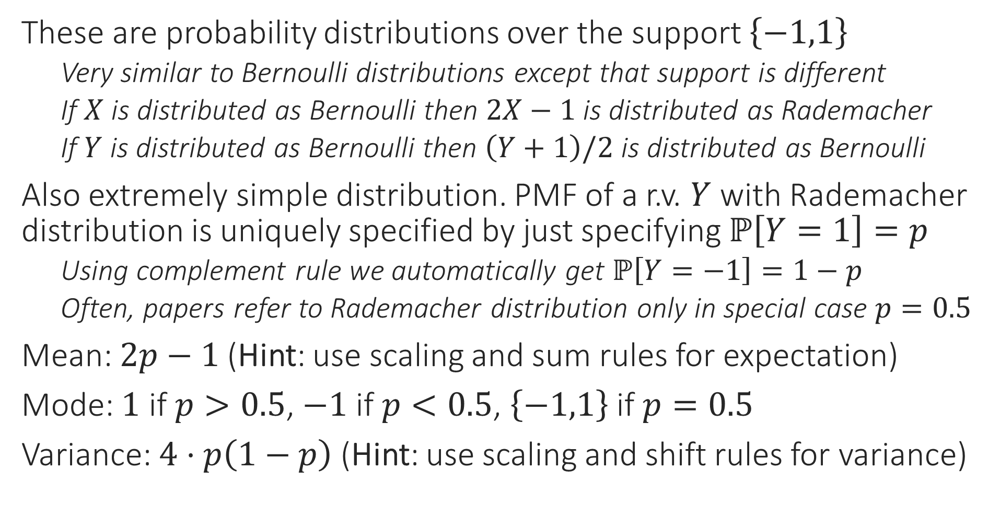 These are probability distributions over the support {−1,1}
Very similar to Bernoulli distributions except that support is different
If X is distributed as Bernoulli then 2X − 1 is distributed as Rademacher
If Y is distributed as Bernoulli then (Y + 1)/2 is distributed as Bernoulli
Also extremely simple distribution. PMF of a r.v. Y with Rademacher
distribution is uniquely specified by just specifying ℙ[Y = 1] = p
Using complement rule we automatically get ℙ[Y = −1] = 1 − p
Often, papers refer to Rademacher distribution only in special case p = 0.5
Mean: 2p − 1 (Hint: use scaling and sum rules for expectation)
Mode: 1 if p > 0.5, −1 if p < 0.5, {−1,1} if p = 0.5
Variance: 4 · p(1 − p) (Hint: use scaling and shift rules for variance)